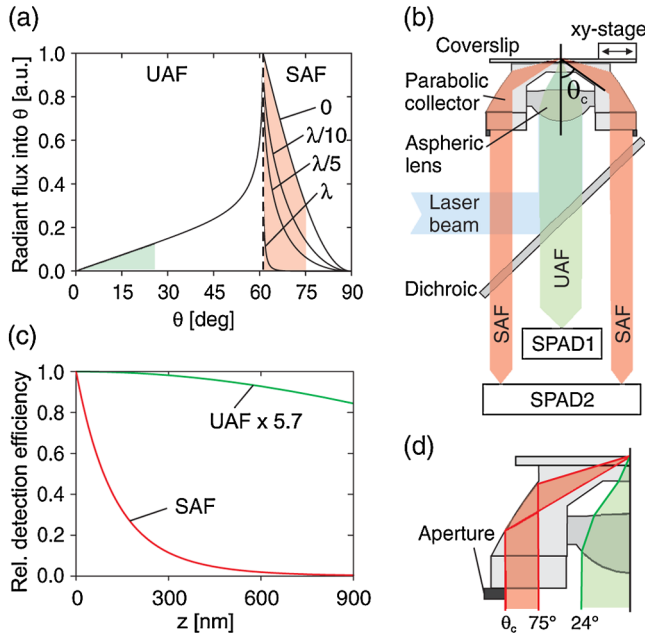 (a)
Radiant flux into θ [a.u.]
1.0
0.8
0.6
0.4
0.2
0.0
UAF
SAF
0
λ/10
λ/5
λ
0
15
30
45
60
75
90
θ [deg]
(b)
xy-stage
Coverslip
Parabolic
collector
θc
Aspheric
lens
Laser
beam
Dichroic
SAF
UAF
SAF
SPAD1
SPAD2
(c)
Rel. detection efficiency
1.0
0.8
0.6
0.4
0.2
0.0
UAF x 5.7
SAF
0
300
600
900
z [nm]
(d)
Aperture
θc
75°
24°